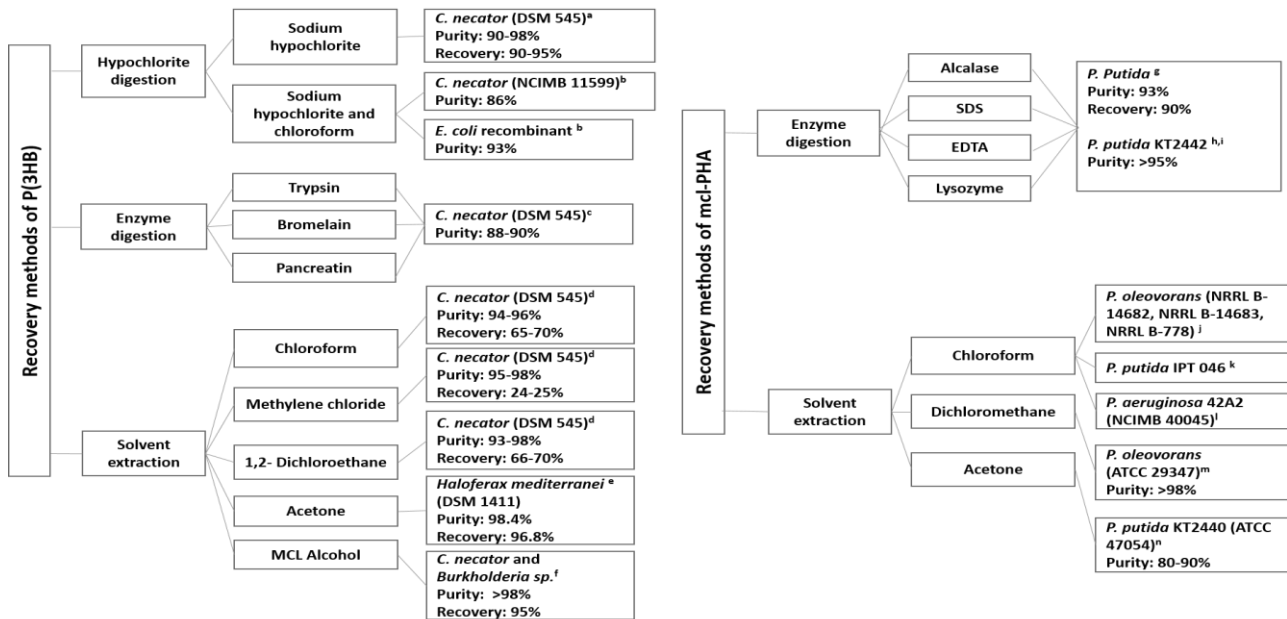 Recovery methods of P(3HB)
Hypochlorite
digestion
Sodium
hypochlorite
C. necator (DSM 545)ᵃ
Purity: 90-98%
Recovery: 90-95%
Sodium
hypochlorite and
chloroform
C. necator (NCIMB 11599)ᵇ
Purity: 86%
E. coli recombinant ᵇ
Purity: 93%
Enzyme
digestion
Trypsin
Bromelain
Pancreatin
C. necator (DSM 545)ᶜ
Purity: 88-90%
Solvent
extraction
Chloroform
C. necator (DSM 545)ᵈ
Purity: 94-96%
Recovery: 65-70%
Methylene chloride
C. necator (DSM 545)ᵈ
Purity: 95-98%
Recovery: 24-25%
1,2- Dichloroethane
C. necator (DSM 545)ᵈ
Purity: 93-98%
Recovery: 66-70%
Acetone
Haloferax mediterranei ᵉ
(DSM 1411)
Purity: 98.4%
Recovery: 96.8%
MCL Alcohol
C. necator and
Burkholderia sp.ᶠ
Purity: >98%
Recovery: 95%
Recovery methods of mcl-PHA
Enzyme
digestion
Alcalase
SDS
EDTA
Lysozyme
P. Putida ᵍ
Purity: 93%
Recovery: 90%
P. putida KT2442 ʰ,ⁱ
Purity: >95%
Solvent
extraction
Chloroform
P. oleovorans (NRRL B-
14682, NRRL B-14683,
NRRL B-778) ʲ
P. putida IPT 046 ᵏ
P. aeruginosa 42A2
(NCIMB 40045)ˡ
Dichloromethane
P. oleovorans
(ATCC 29347)ᵐ
Purity: >98%
Acetone
P. putida KT2440 (ATCC
47054)ⁿ
Purity: 80-90%